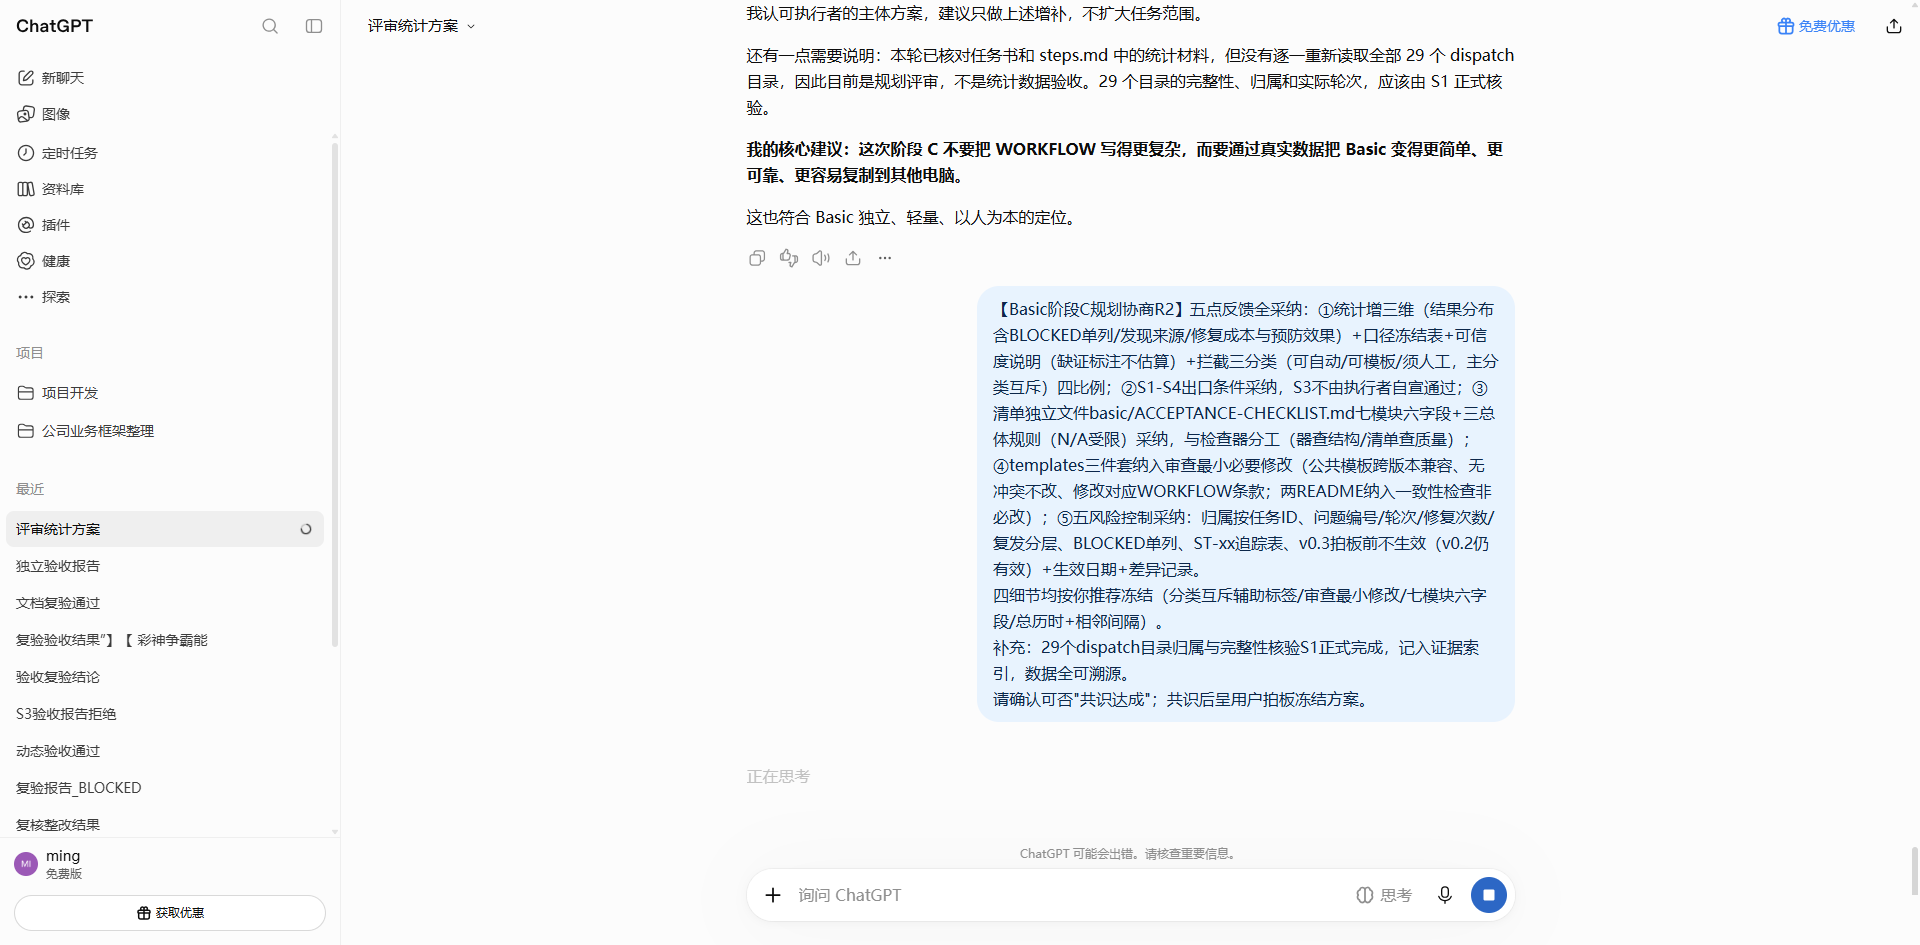 ChatGPT
新聊天
图像
定时任务
资料库
插件
健康
探索
项目
项目开发
公司业务框架整理
最近
评审统计方案
独立验收报告
文档复验通过
复验验收结果"】【 彩神争霸能
验收复验结论
S3验收报告拒绝
动态验收通过
复验报告_BLOCKED
复核整改结果
MI
ming
免费版
获取优惠
评审统计方案
免费优惠
我认可执行者的主体方案，建议只做上述增补，不扩大任务范围。
还有一点需要说明：本轮已核对任务书和 steps.md 中的统计材料，但没有逐一重新读取全部 29 个 dispatch
目录，因此目前是规划评审，不是统计数据验收。29 个目录的完整性、归属和实际轮次，应该由 S1 正式核
验。
我的核心建议：这次阶段 C 不要把 WORKFLOW 写得更复杂，而要通过真实数据把 Basic 变得更简单、更
可靠、更容易复制到其他电脑。
这也符合 Basic 独立、轻量、以人为本的定位。
【Basic阶段C规划协商R2】五点反馈全采纳：①统计增三维（结果分布
含BLOCKED单列/发现来源/修复成本与预防效果）+口径冻结表+可信
度说明（缺证标注不估算）+拦截三分类（可自动/可模板/须人工，主分
类互斥）四比例；②S1-S4出口条件采纳，S3不由执行者自宣通过；③
清单独立文件basic/ACCEPTANCE-CHECKLIST.md七模块六字段+三总
体规则（N/A受限）采纳，与检查器分工（器查结构/清单查质量）；
④templates三件套纳入审查最小必要修改（公共模板跨版本兼容、无
冲突不改、修改对应WORKFLOW条款；两README纳入一致性检查非
必改）；⑤五风险控制采纳：归属按任务ID、问题编号/轮次/修复次数/
复发分层、BLOCKED单列、ST-xx追踪表、v0.3拍板前不生效（v0.2仍
有效）+生效日期+差异记录。
四细节均按你推荐冻结（分类互斥辅助标签/审查最小修改/七模块六字
段/总历时+相邻间隔）。
补充：29个dispatch目录归属与完整性核验S1正式完成，记入证据索
引，数据全可溯源。
请确认可否"共识达成"；共识后呈用户拍板冻结方案。
正在思考
ChatGPT 可能会出错。请核查重要信息。
询问 ChatGPT
思考